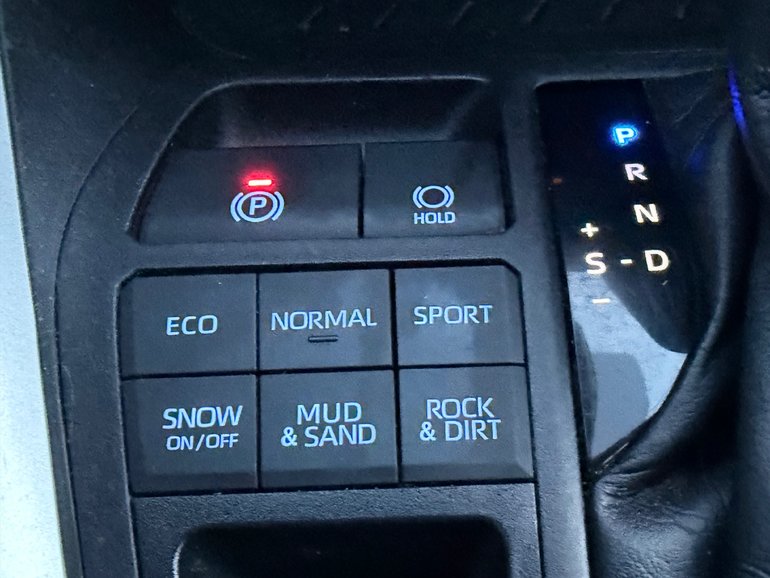 P
HOLD
ECO
NORMAL
SPORT
SNOW
ON/OFF
MUD
& SAND
ROCK
& DIRT
P
R
N
+
S - D
–